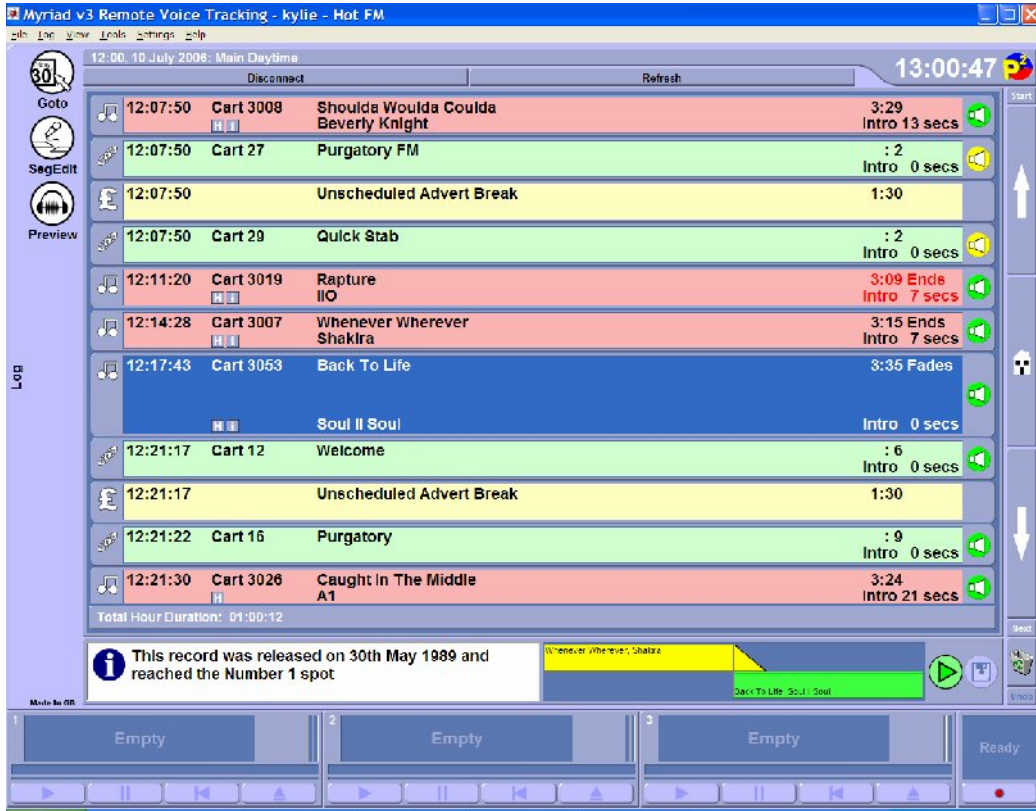 Myriad v3 Remote Voice Tracking - kylie - Hot FM
File Log View Tools Settings Help
12:00, 10 July 2006: Main Daytime
Disconnect Refresh
13:00:47
30
Goto
SegEdit
Preview
Log
Made In GB
12:07:50 Cart 3008 Shoulda Woulda Coulda 3:29
H i Beverly Knight Intro 13 secs
12:07:50 Cart 27 Purgatory FM : 2
Intro 0 secs
12:07:50 Unscheduled Advert Break 1:30
12:07:50 Cart 29 Quick Stab : 2
Intro 0 secs
12:11:20 Cart 3019 Rapture 3:09 Ends
H i IIO Intro 7 secs
12:14:28 Cart 3007 Whenever Wherever 3:15 Ends
H i Shakira Intro 7 secs
12:17:43 Cart 3053 Back To Life 3:35 Fades
H i Soul II Soul Intro 0 secs
12:21:17 Cart 12 Welcome : 6
Intro 0 secs
12:21:17 Unscheduled Advert Break 1:30
12:21:22 Cart 16 Purgatory : 9
Intro 0 secs
12:21:30 Cart 3026 Caught In The Middle 3:24
H A1 Intro 21 secs
Total Hour Duration: 01:00:12
Start
Next
Undo
This record was released on 30th May 1989 and
reached the Number 1 spot
Whenever Wherever, Shakira
Back To Life, Soul II Soul
1 Empty
2 Empty
3 Empty
Ready